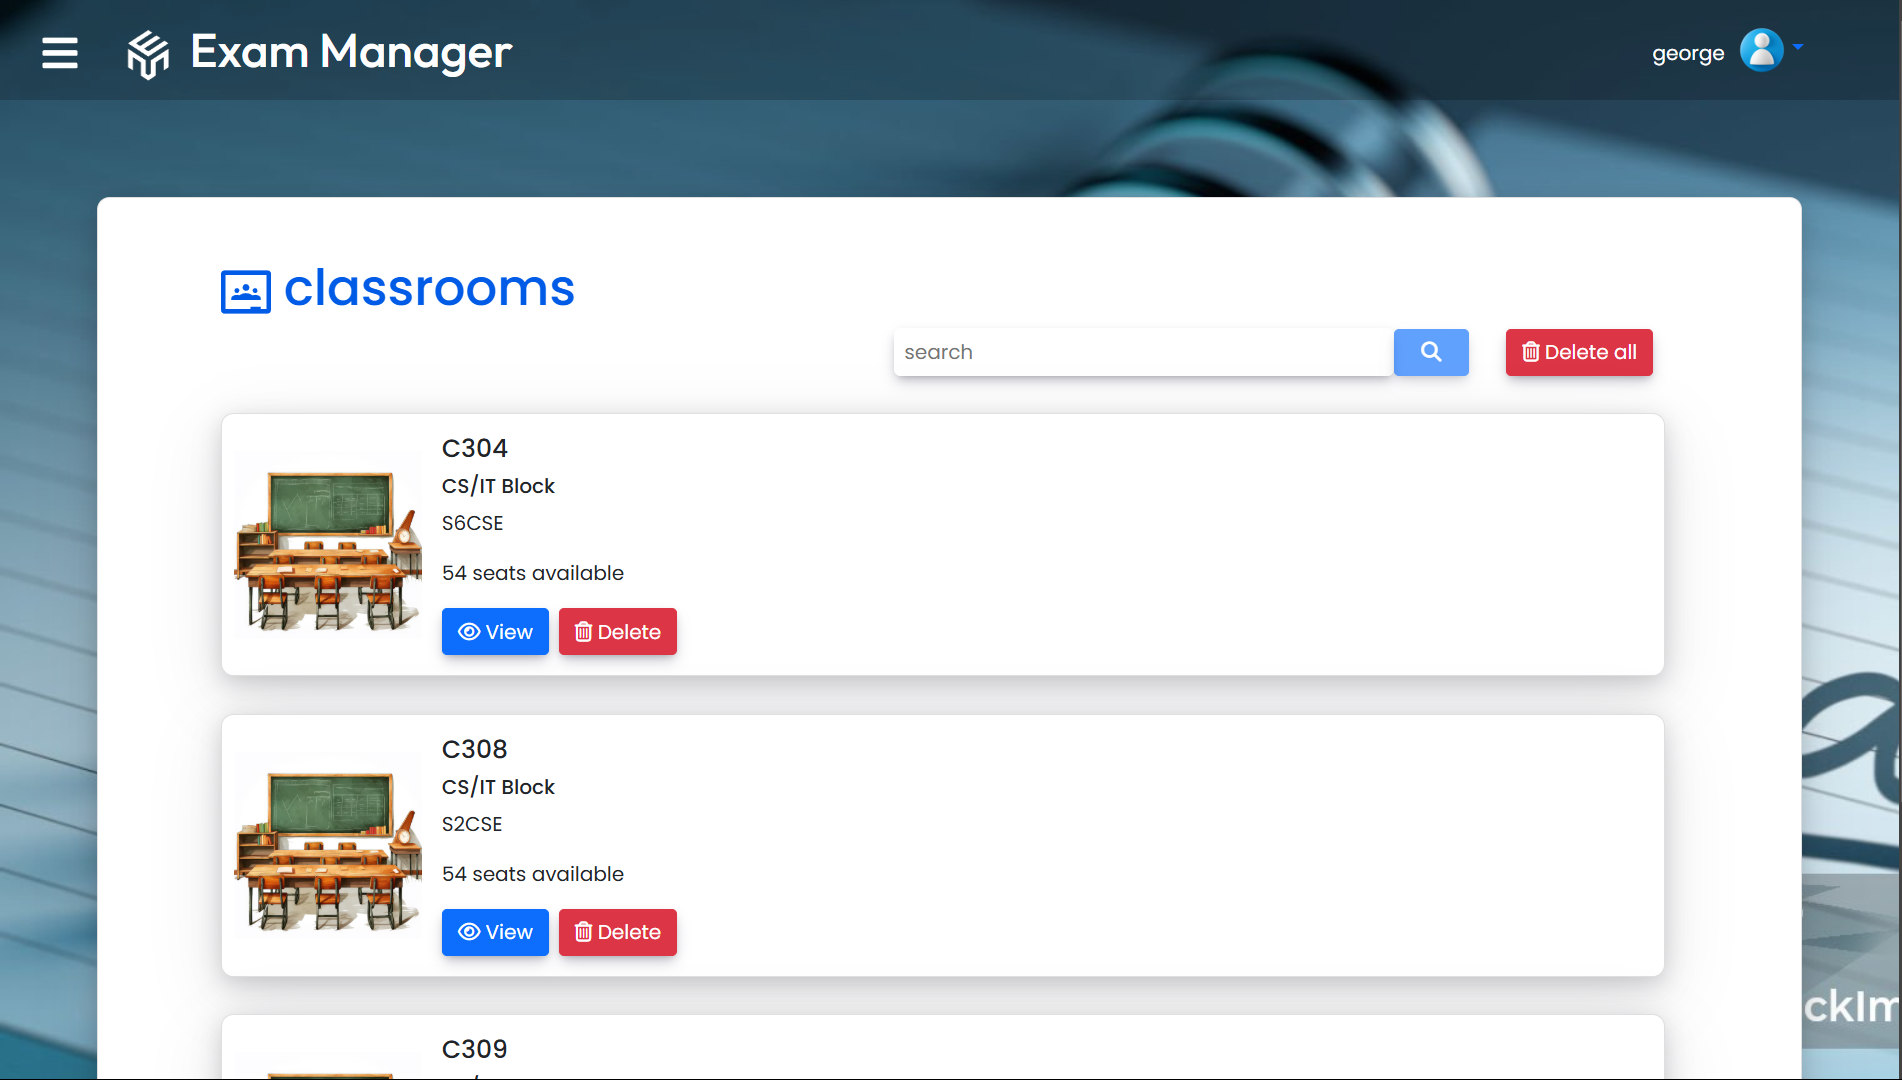 Exam Manager
george
classrooms
search
Delete all
C304
CS/IT Block
S6CSE
54 seats available
View
Delete
C308
CS/IT Block
S2CSE
54 seats available
View
Delete
ckIm
C309